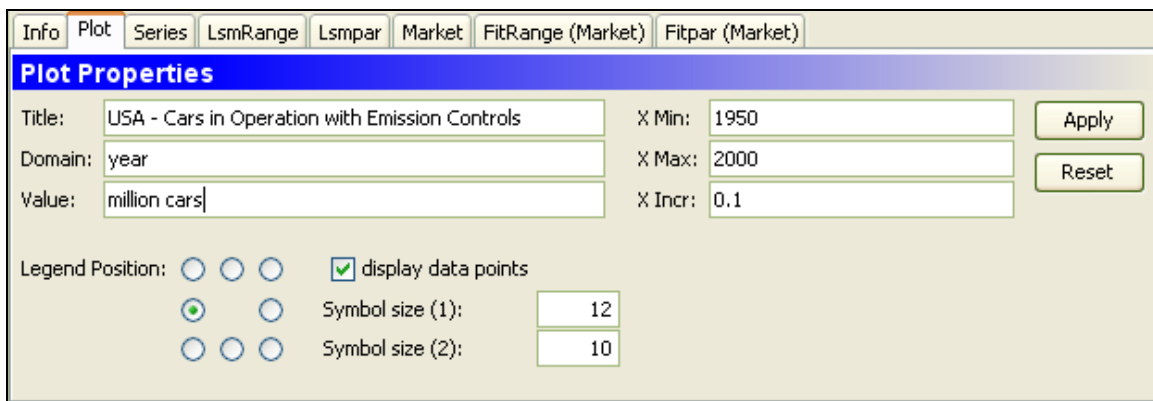 Info Plot Series LsmRange Lsmpar Market FitRange (Market) Fitpar (Market)
Plot Properties
Title: USA - Cars in Operation with Emission Controls X Min: 1950 Apply
Domain: year X Max: 2000 Reset
Value: million cars X Incr: 0.1
Legend Position: display data points
Symbol size (1): 12
Symbol size (2): 10